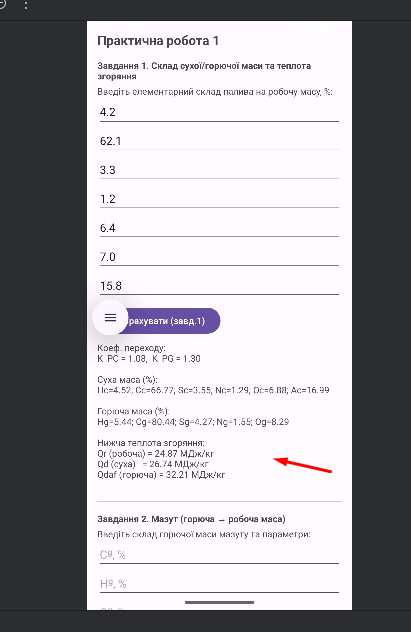 Практична робота 1
Завдання 1. Склад сухої/горючої маси та теплота
згоряння
Введіть елементарний склад палива на робочу масу, %:
4.2
62.1
3.3
1.2
6.4
7.0
15.8
рахувати (завд.1)
Коеф. переходу:
K_PC = 1.08, K_PG = 1.30
Суха маса (%):
Hc=4.52, Cc=66.77; Sc=3.55; Nc=1.29; Oc=6.88; Ac=16.99
Горюча маса (%):
Hg=5.44; Cg=80.44; Sg=4.27; Ng=1.55; Og=8.29
Нижча теплота згоряння:
Qr (робоча) = 24.87 МДж/кг
Qd (суха) = 26.74 МДж/кг
Qdaf (горюча) = 32.21 МДж/кг
Завдання 2. Мазут (горюча → робоча маса)
Введіть склад горючої маси мазуту та параметри:
Cᵍ, %
Hᵍ, %